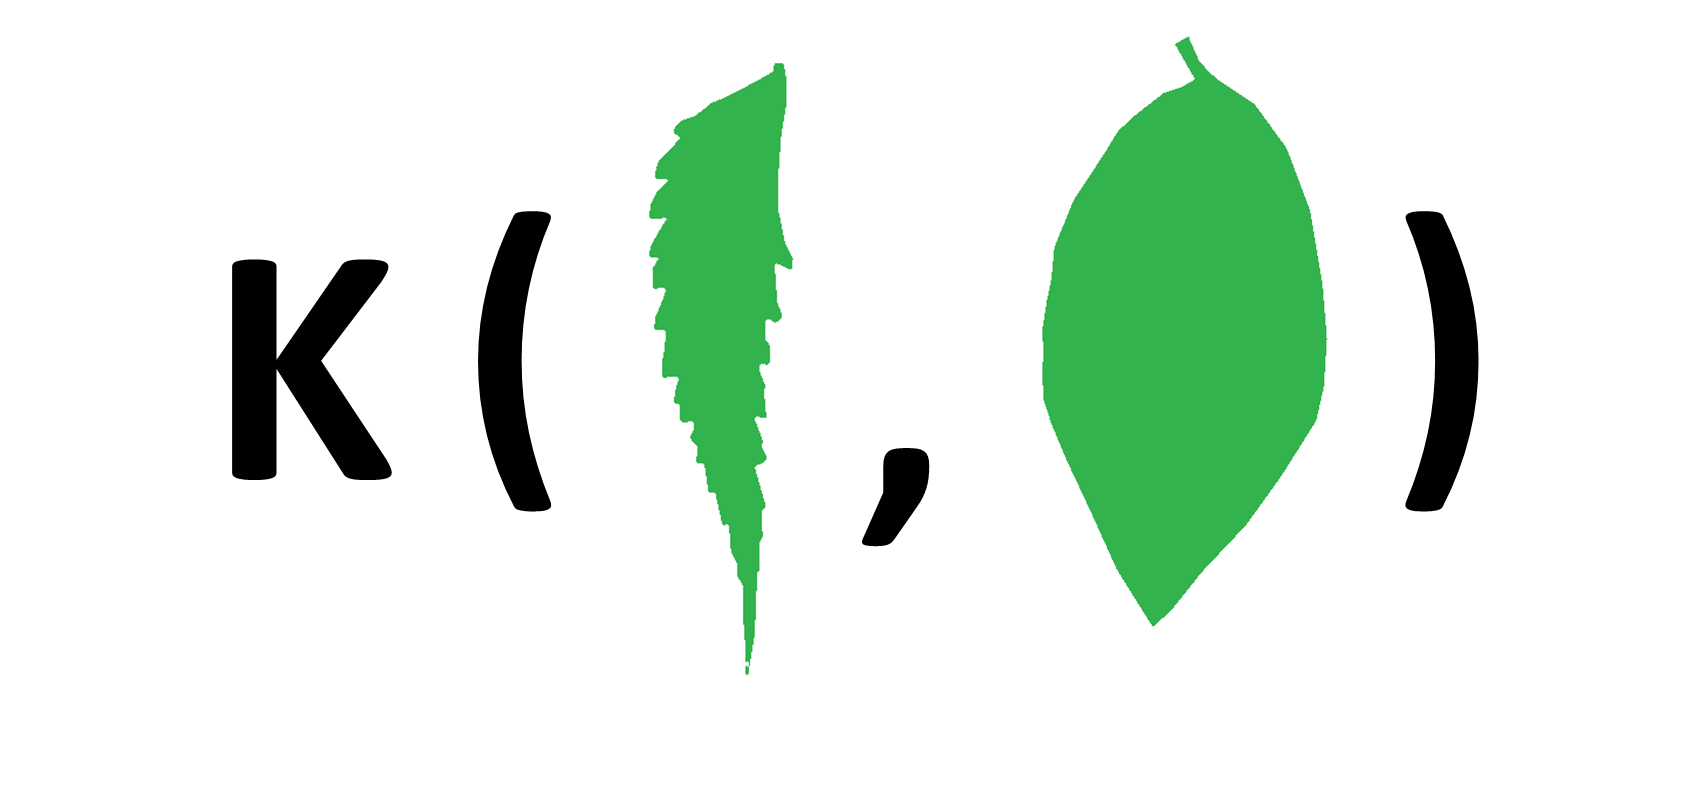 K( , )